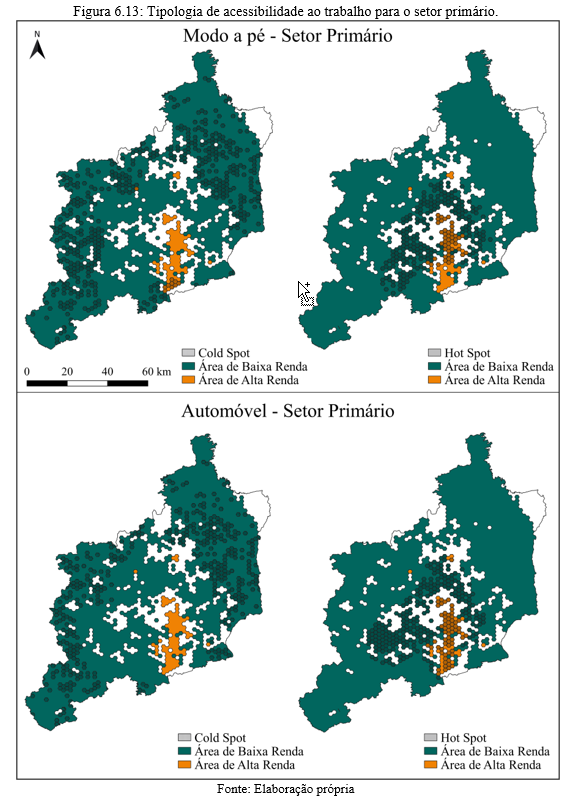 Figura 6.13: Tipologia de acessibilidade ao trabalho para o setor primário.
Modo a pé - Setor Primário
N
Cold Spot
Área de Baixa Renda
Área de Alta Renda
0 20 40 60 km
Hot Spot
Área de Baixa Renda
Área de Alta Renda
Automóvel - Setor Primário
Cold Spot
Área de Baixa Renda
Área de Alta Renda
Hot Spot
Área de Baixa Renda
Área de Alta Renda
Fonte: Elaboração própria